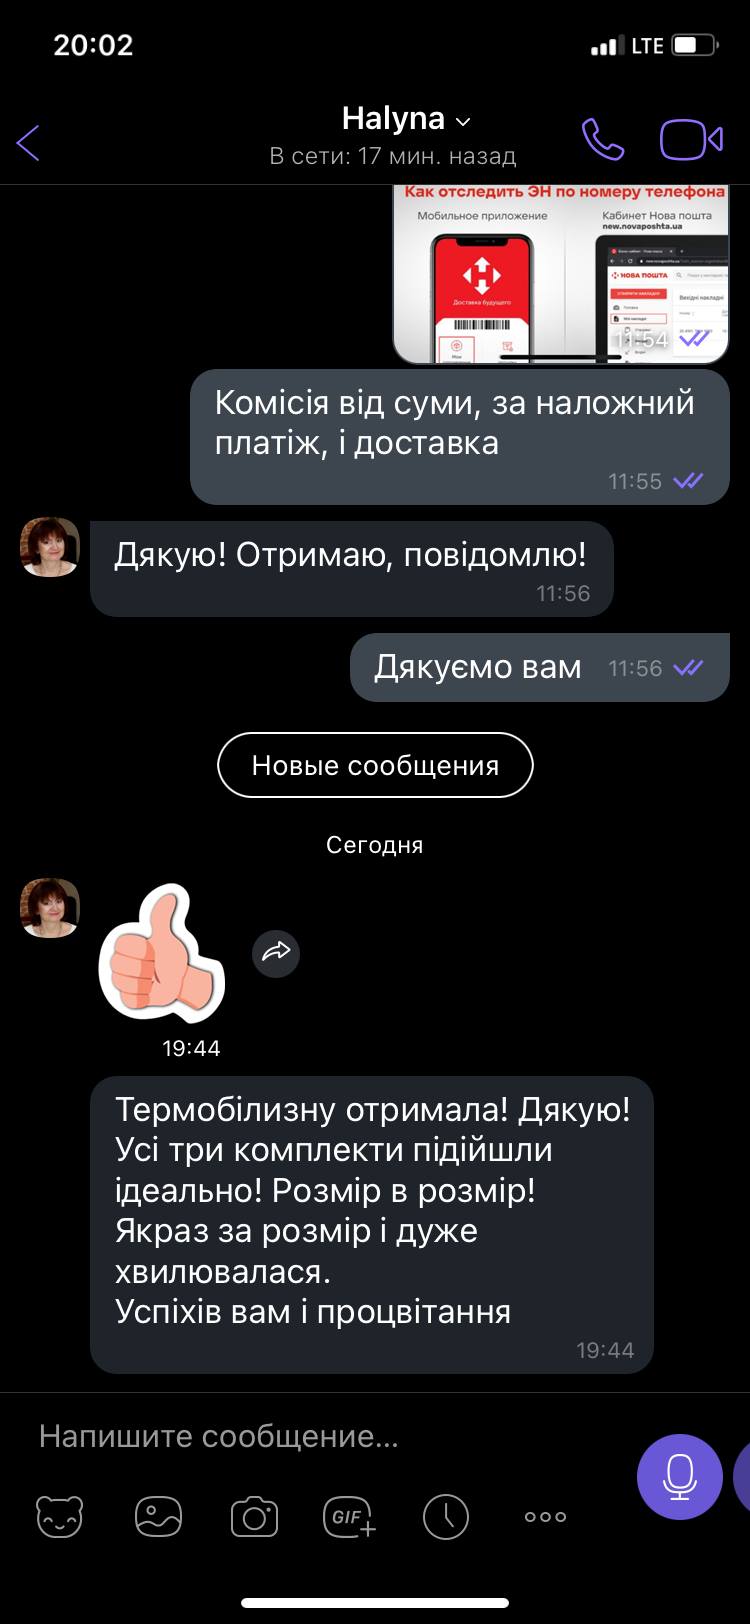 20:02
LTE
Halyna
В сети: 17 мин. назад
Как отследить ЭН по номеру телефона
Мобильное приложение
Кабинет Нова пошта
new.novaposhta.ua
НОВА ПОШТА
Доставка будущего
Вихідні накладні
11:54
Комісія від суми, за наложний
платіж, і доставка
11:55
Дякую! Отримаю, повідомлю!
11:56
Дякуємо вам
11:56
Новые сообщения
Сегодня
19:44
Термобілизну отримала! Дякую!
Усі три комплекти підійшли
ідеально! Розмір в розмір!
Якраз за розмір і дуже
хвилювалася.
Успіхів вам і процвітання
19:44
Напишите сообщение...
GIF